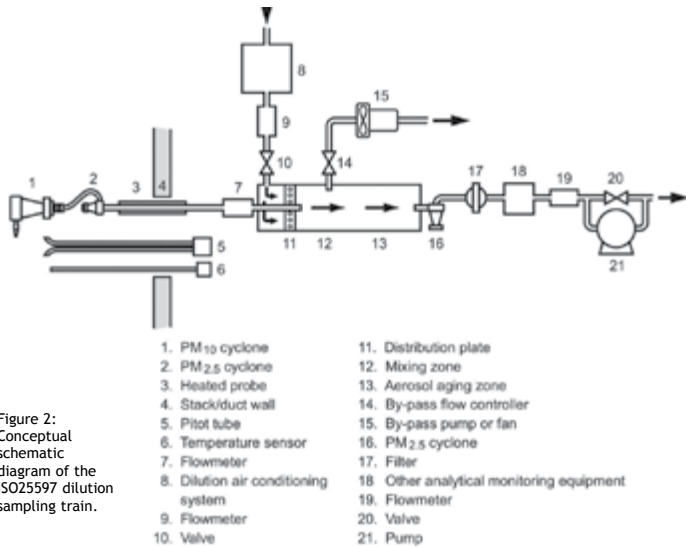 8
15
9
1
2
3
4
7
10
14
17
18
19
20
5
6
11
12
13
16
21
1. PM10 cyclone
2. PM2.5 cyclone
3. Heated probe
4. Stack/duct wall
5. Pitot tube
6. Temperature sensor
7. Flowmeter
8. Dilution air conditioning
system
9. Flowmeter
10. Valve
11. Distribution plate
12. Mixing zone
13. Aerosol aging zone
14. By-pass flow controller
15. By-pass pump or fan
16. PM2.5 cyclone
17. Filter
18 Other analytical monitoring equipment
19. Flowmeter
20. Valve
21. Pump
Figure 2:
Conceptual
schematic
diagram of the
ISO25597 dilution
sampling train.